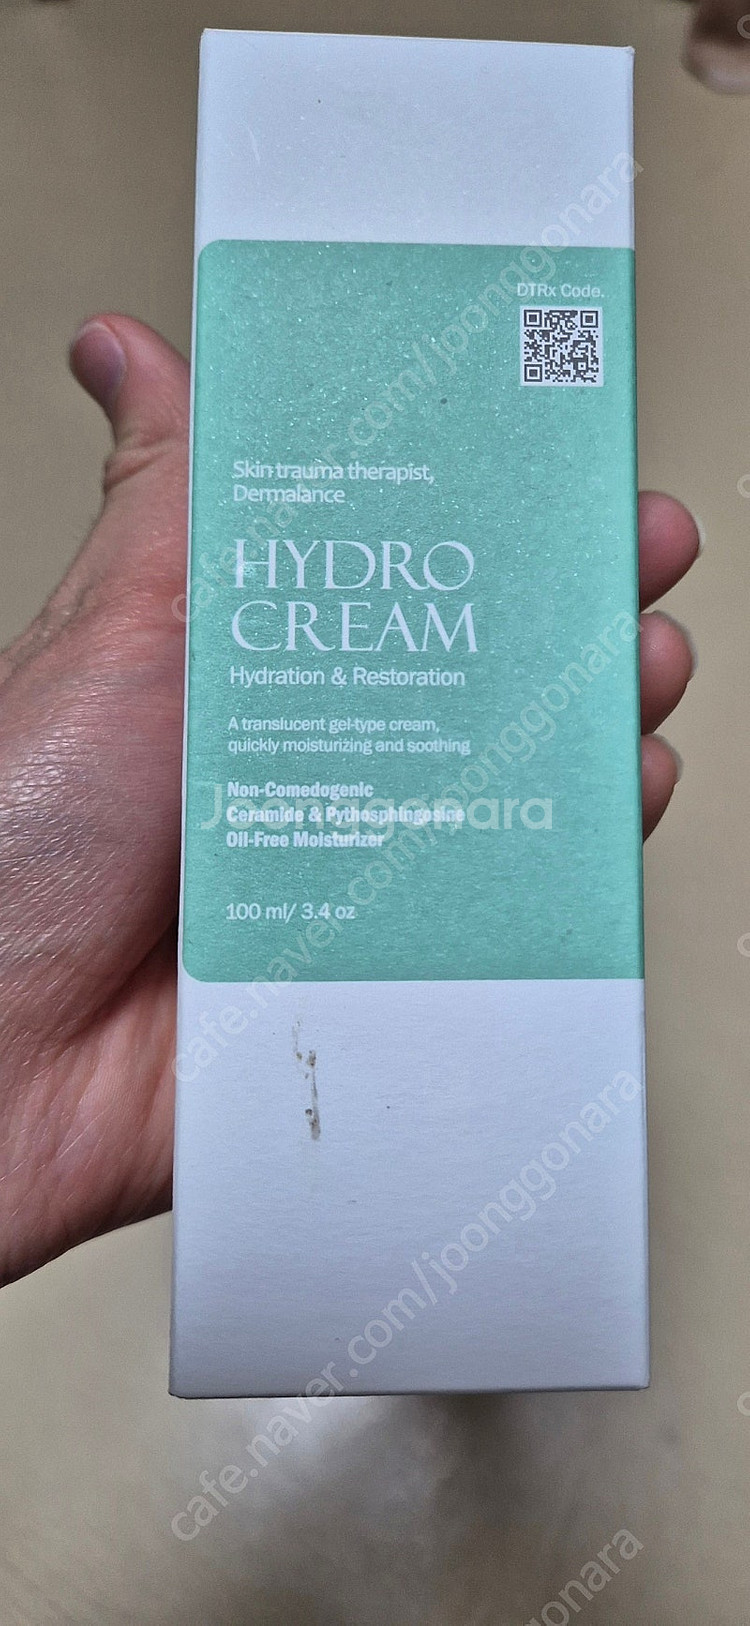 DTRx Code.
Skin trauma therapist,
Dermalance
HYDRO
CREAM
Hydration & Restoration
A translucent gel-type cream,
quickly moisturizing and soothing
Non-Comedogenic
Ceramide & Pythosphingosine
Oil-Free Moisturizer
100 ml/ 3.4 oz
Joonggonara
cafe.naver.com/joonggonara
cafe.naver.com/joonggonara
cafe.naver.com/joonggonara